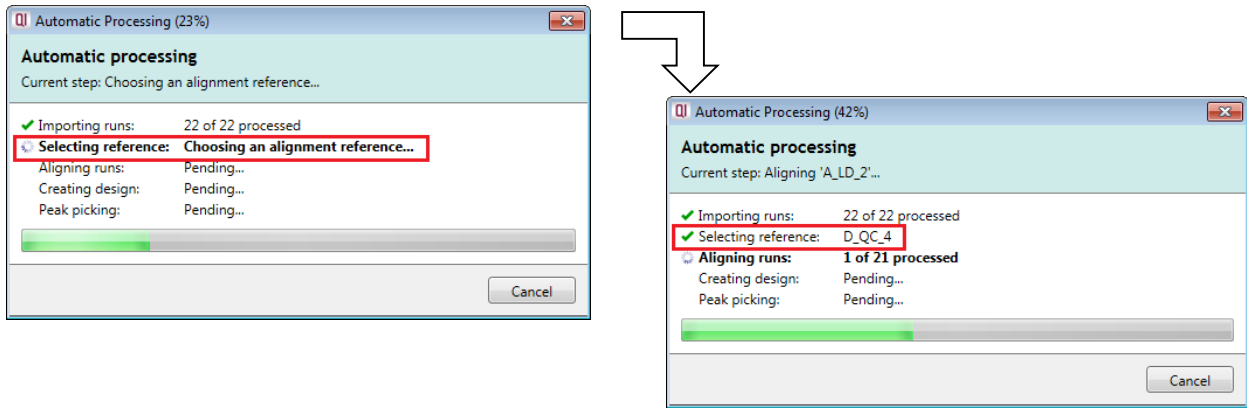 QI Automatic Processing (23%)
Automatic processing
Current step: Choosing an alignment reference...
Importing runs: 22 of 22 processed
Selecting reference: Choosing an alignment reference...
Aligning runs: Pending...
Creating design: Pending...
Peak picking: Pending...
Cancel
QI Automatic Processing (42%)
Automatic processing
Current step: Aligning 'A_LD_2'...
Importing runs: 22 of 22 processed
Selecting reference: D_QC_4
Aligning runs: 1 of 21 processed
Creating design: Pending...
Peak picking: Pending...
Cancel